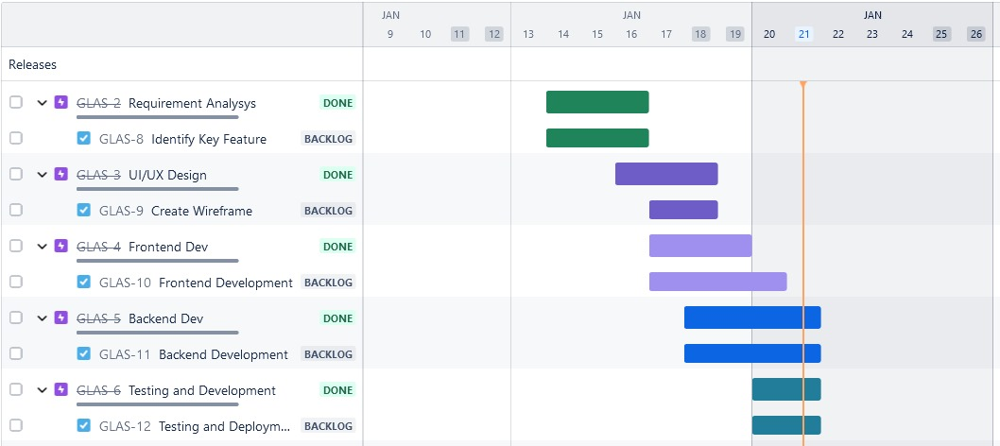 JAN JAN JAN
9 10 11 12 13 14 15 16 17 18 19 20 21 22 23 24 25 26
Releases
GLAS-2 Requirement Analysys DONE
GLAS-8 Identify Key Feature BACKLOG
GLAS-3 UI/UX Design DONE
GLAS-9 Create Wireframe BACKLOG
GLAS-4 Frontend Dev DONE
GLAS-10 Frontend Development BACKLOG
GLAS-5 Backend Dev DONE
GLAS-11 Backend Development BACKLOG
GLAS-6 Testing and Development DONE
GLAS-12 Testing and Deploym... BACKLOG